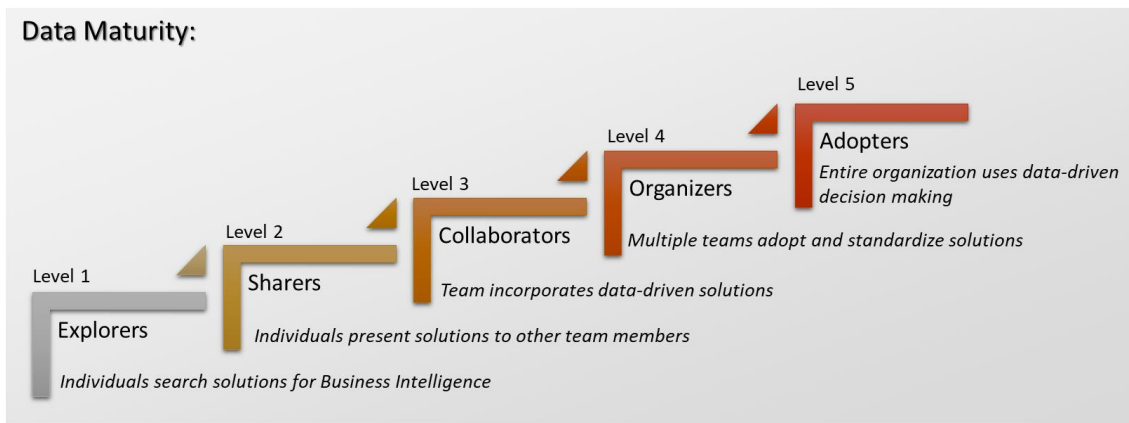 Data Maturity:
Level 1
Explorers
Individuals search solutions for Business Intelligence
Level 2
Sharers
Individuals present solutions to other team members
Level 3
Collaborators
Team incorporates data-driven solutions
Level 4
Organizers
Multiple teams adopt and standardize solutions
Level 5
Adopters
Entire organization uses data-driven
decision making